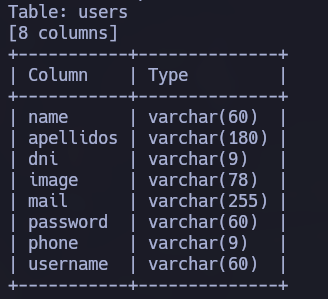 Table: users
[8 columns]
+-----------+--------------+
| Column    | Type         |
+-----------+--------------+
| name      | varchar(60)  |
| apellidos | varchar(180) |
| dni       | varchar(9)   |
| image     | varchar(78)  |
| mail      | varchar(255) |
| password  | varchar(60)  |
| phone     | varchar(9)   |
| username  | varchar(60)  |
+-----------+--------------+